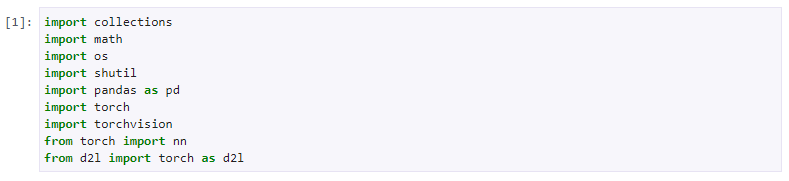 [1]: import collections
import math
import os
import shutil
import pandas as pd
import torch
import torchvision
from torch import nn
from d2l import torch as d2l